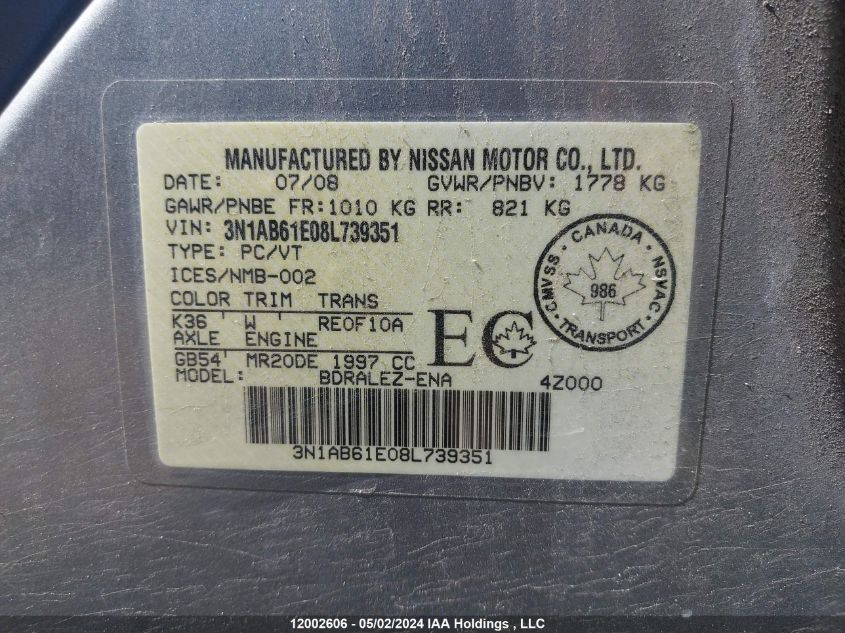 MANUFACTURED BY NISSAN MOTOR CO., LTD.
DATE: 07/08 GVWR/PNBV: 1778 KG
GAWR/PNBE FR:1010 KG RR: 821 KG
VIN: 3N1AB61E08L739351
TYPE: PC/VT
ICES/NMB-002
COLOR TRIM TRANS
K36 ' W ' RE0F10A
AXLE ENGINE
GB54' MR20DE 1997 CC
MODEL: BDRALEZ-ENA 4Z000
EC
CANADA
CMVSS • NSVAC
986
TRANSPORT
3N1AB61E08L739351
12002606 - 05/02/2024 IAA Holdings , LLC